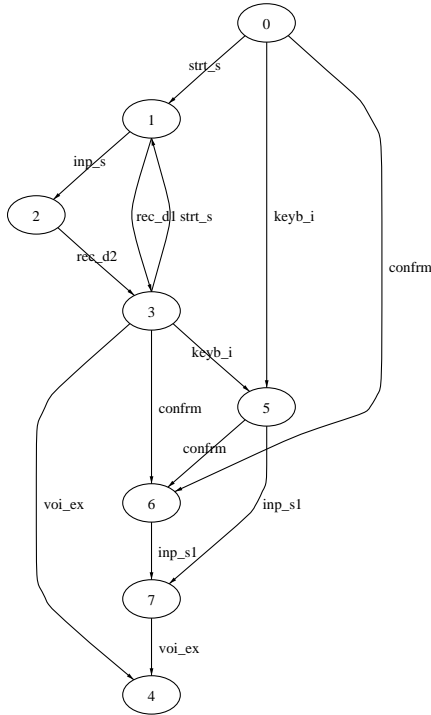 0
strt_s
1
inp_s
2
rec_d1 strt_s
keyb_i
rec_d2
confrm
3
keyb_i
5
confrm
confrm
voi_ex
6
inp_s1
inp_s1
7
voi_ex
4